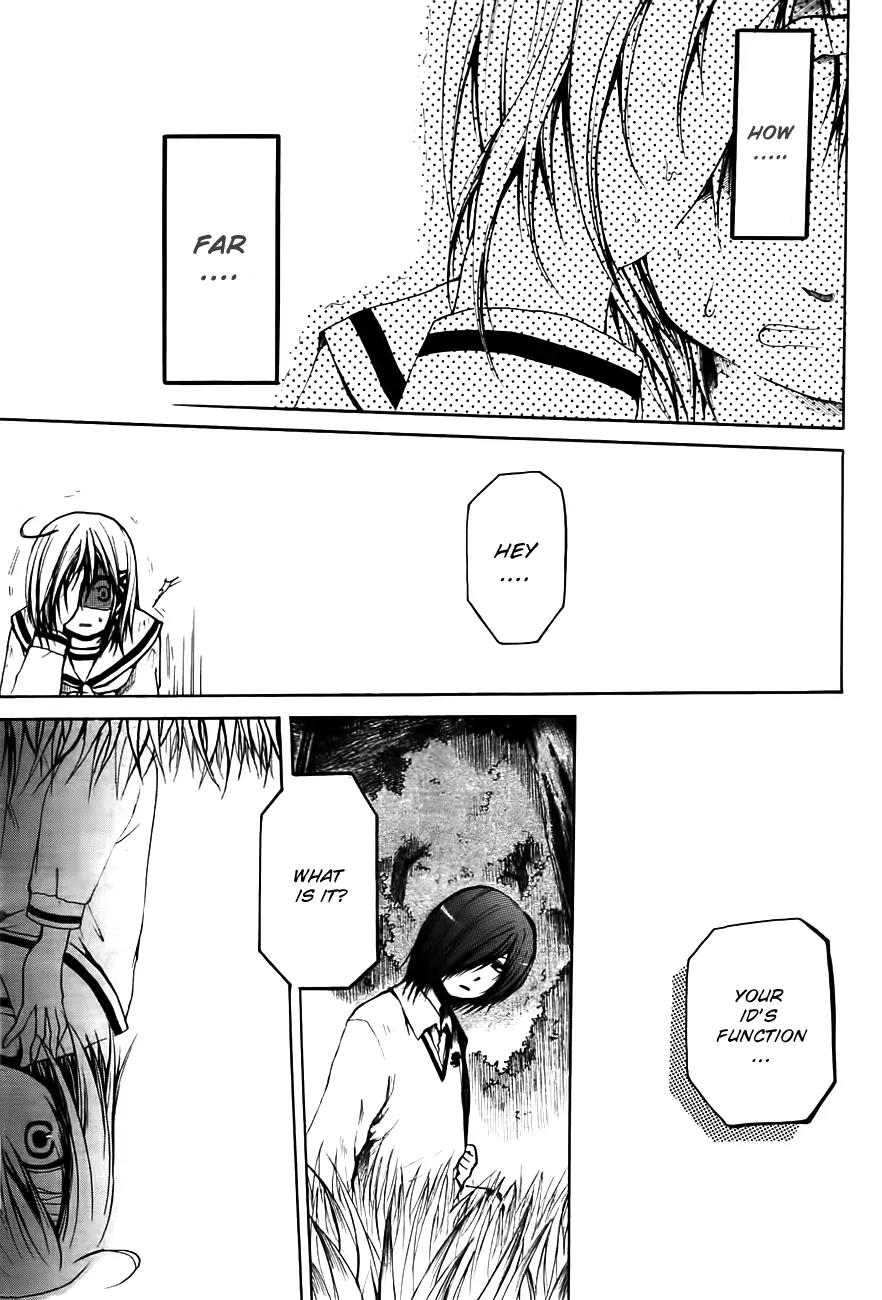 HOW
.....
FAR
....
HEY
....
YOUR
ID'S
FUNCTION
...
WHAT
IS IT?